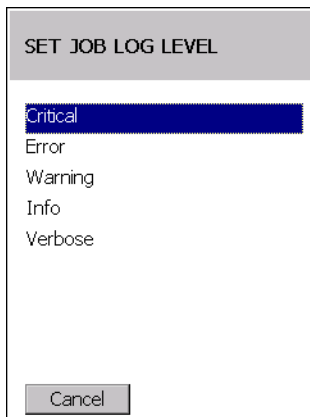 SET JOB LOG LEVEL
Critical
Error
Warning
Info
Verbose
Cancel